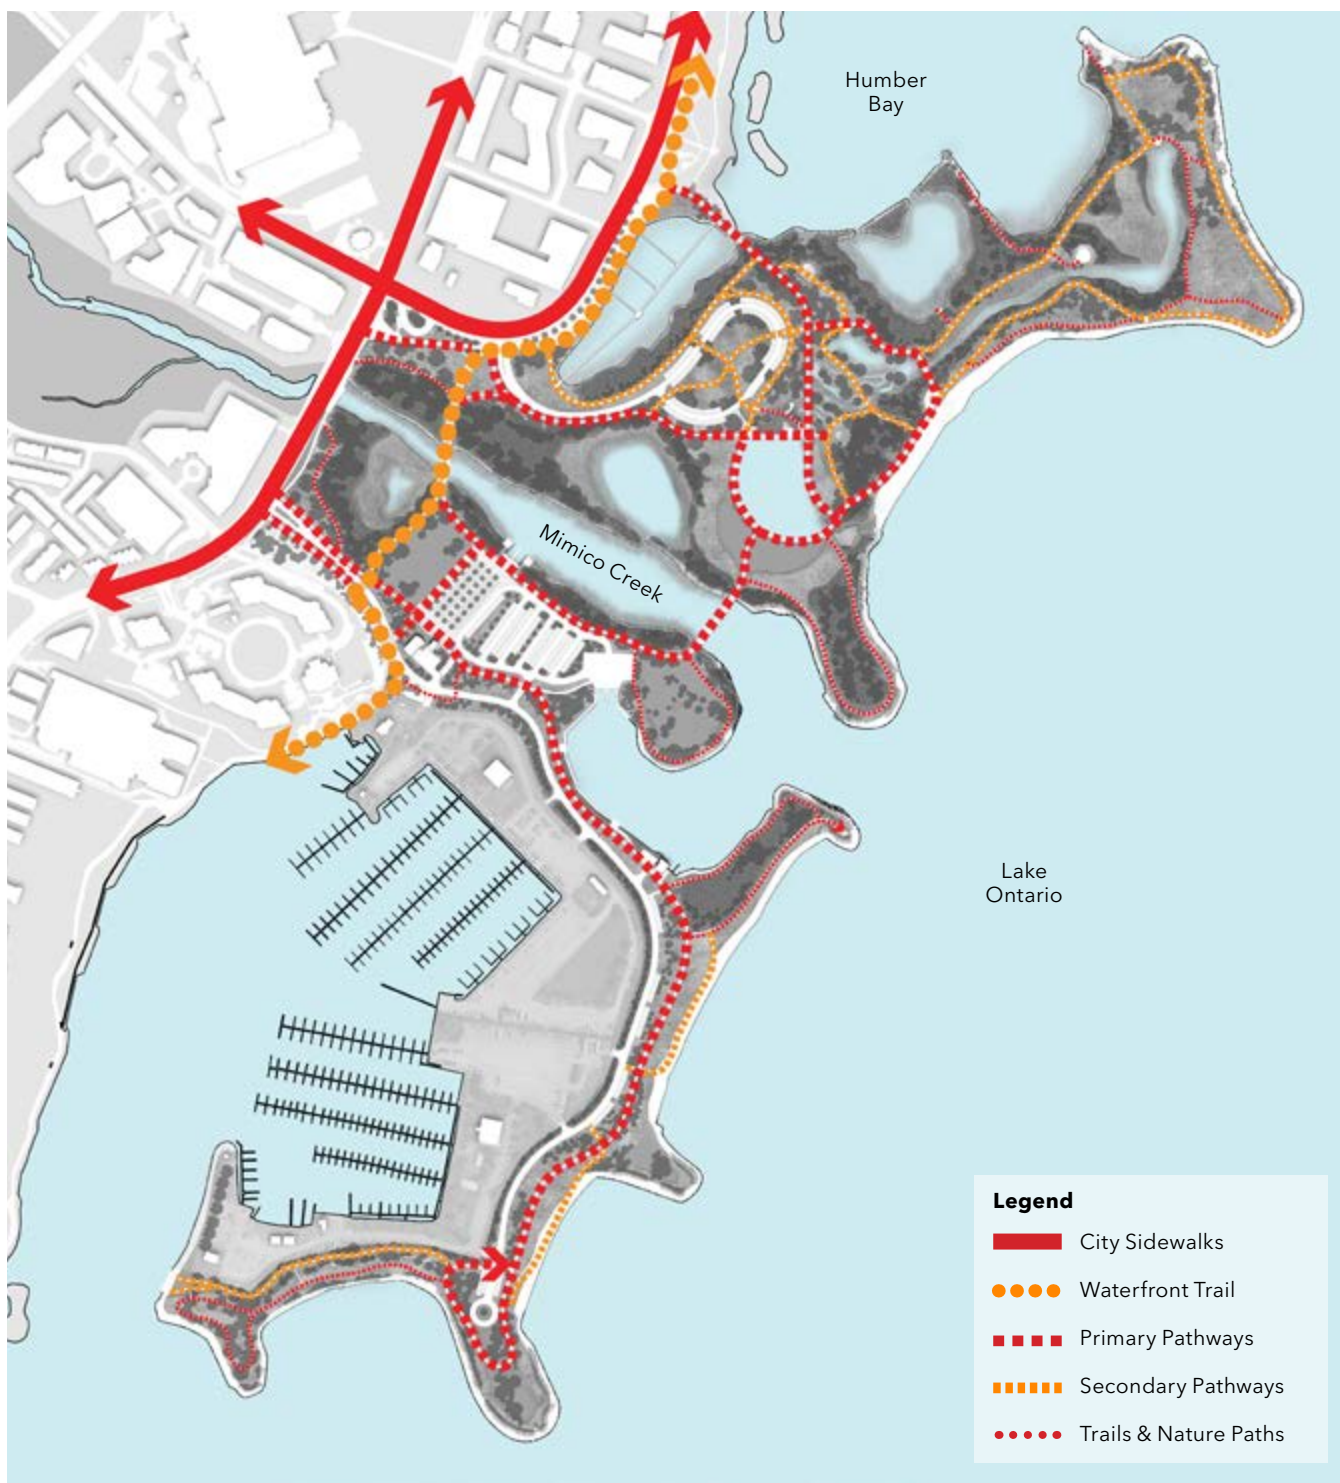 Humber
Bay
Mimico Creek
Lake
Ontario
Legend
City Sidewalks
Waterfront Trail
Primary Pathways
Secondary Pathways
Trails & Nature Paths